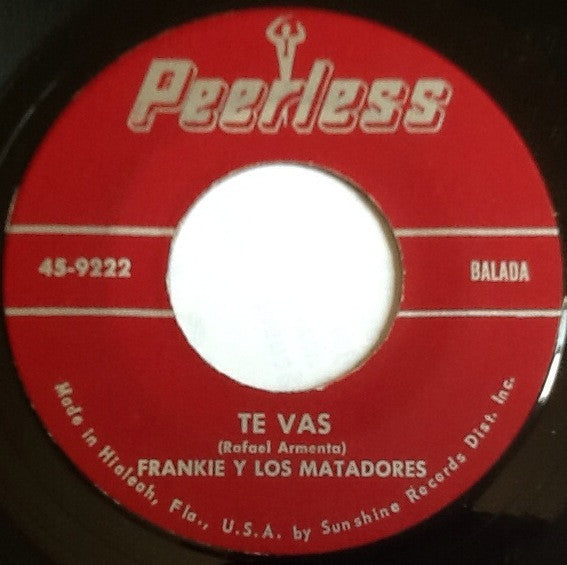 Peerless
45-9222
BALADA
TE VAS
(Rafael Armenta)
FRANKIE Y LOS MATADORES
Made in Hialeah, Fla., U.S.A. by Sunshine Records Dist. Inc.